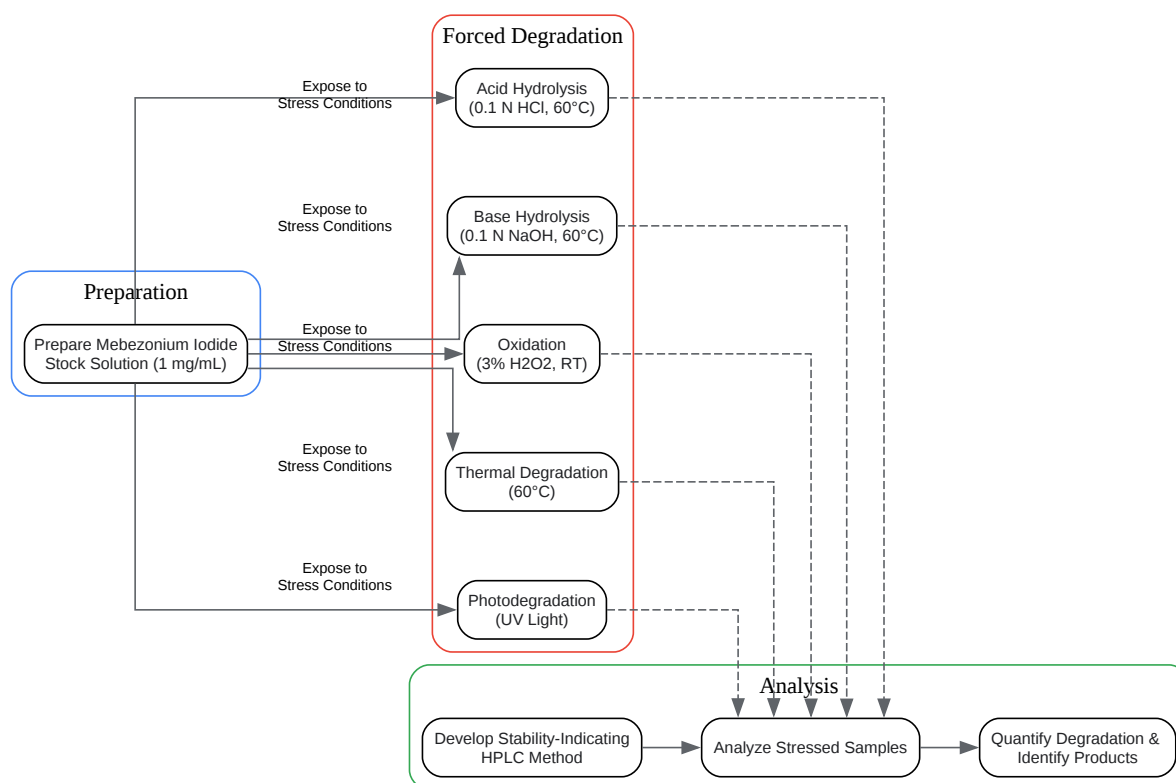 Forced Degradation
Expose to
Stress Conditions
Acid Hydrolysis
(0.1 N HCl, 60°C)
Expose to
Stress Conditions
Base Hydrolysis
(0.1 N NaOH, 60°C)
Preparation
Prepare Mebezonium Iodide
Stock Solution (1 mg/mL)
Expose to
Stress Conditions
Oxidation
(3% H2O2, RT)
Expose to
Stress Conditions
Thermal Degradation
(60°C)
Expose to
Stress Conditions
Photodegradation
(UV Light)
Analysis
Develop Stability-Indicating
HPLC Method
Analyze Stressed Samples
Quantify Degradation &
Identify Products